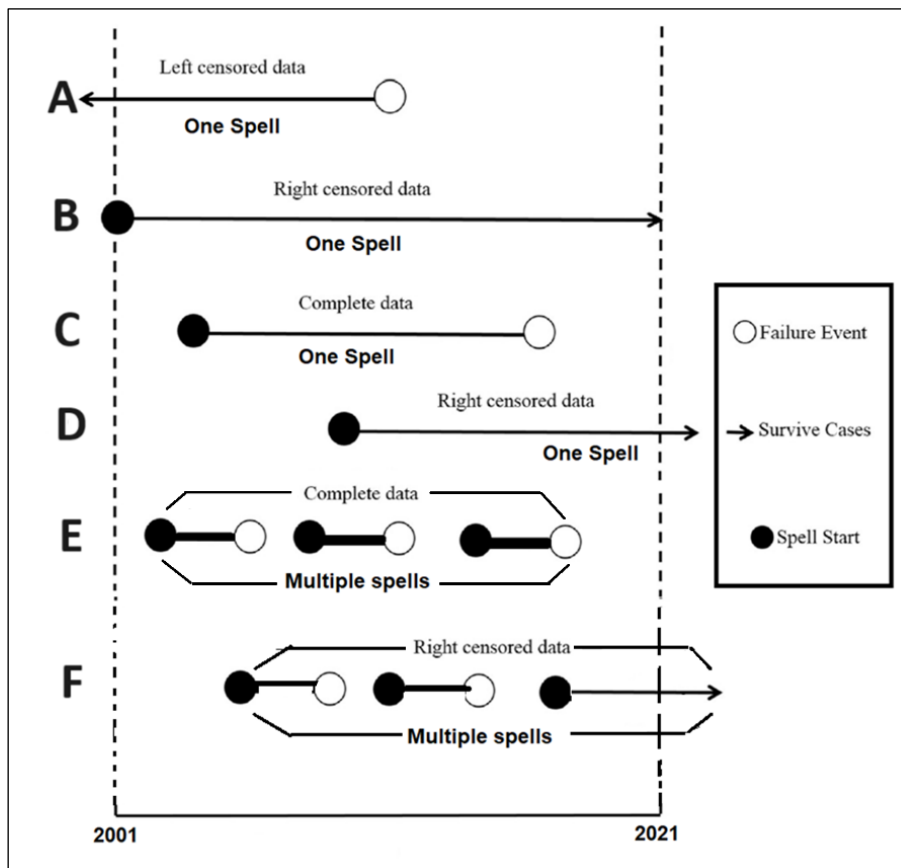 Left censored data
A
One Spell
Right censored data
B
One Spell
Complete data
C
One Spell
Right censored data
D
One Spell
Complete data
E
Multiple spells
Right censored data
F
Multiple spells
Failure Event
Survive Cases
Spell Start
2001
2021